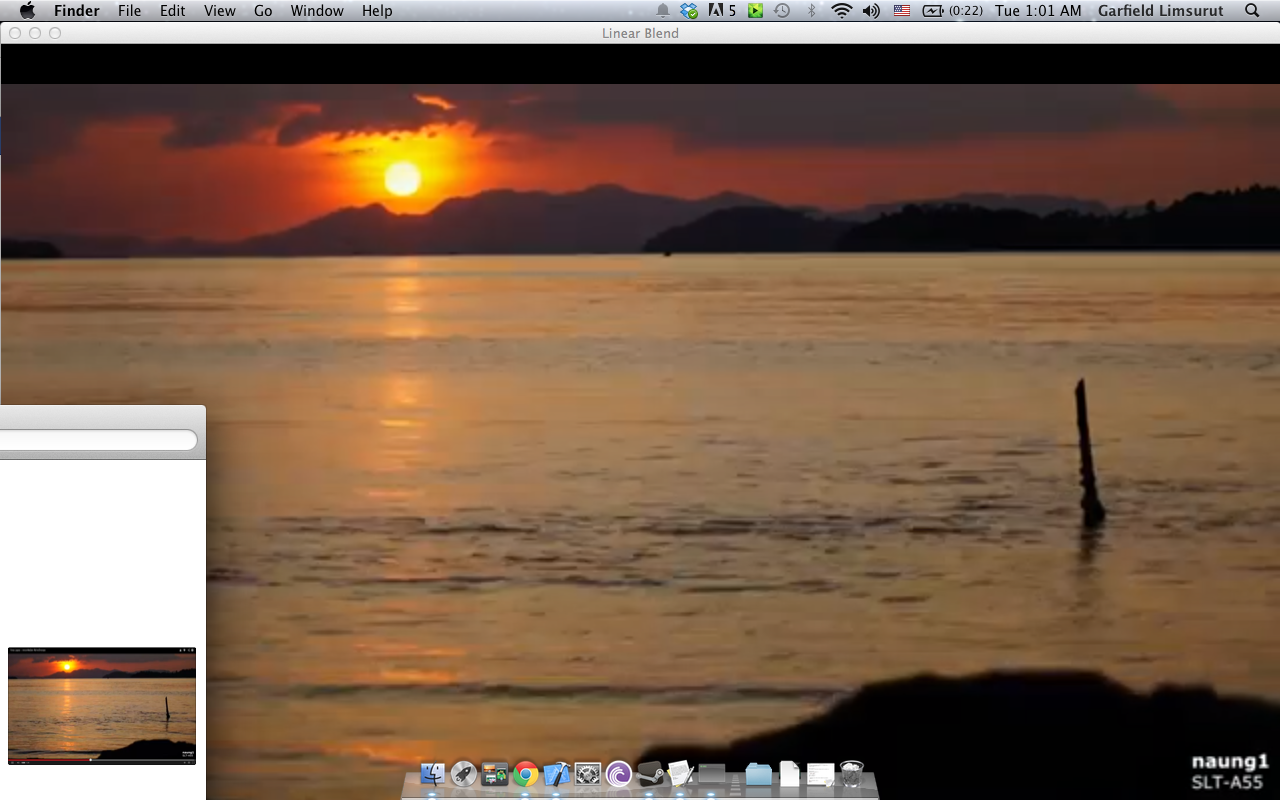 Finder File Edit View Go Window Help 5 (0:22) Tue 1:01 AM Garfield Limsurut
Linear Blend
naung1
SLT-A55